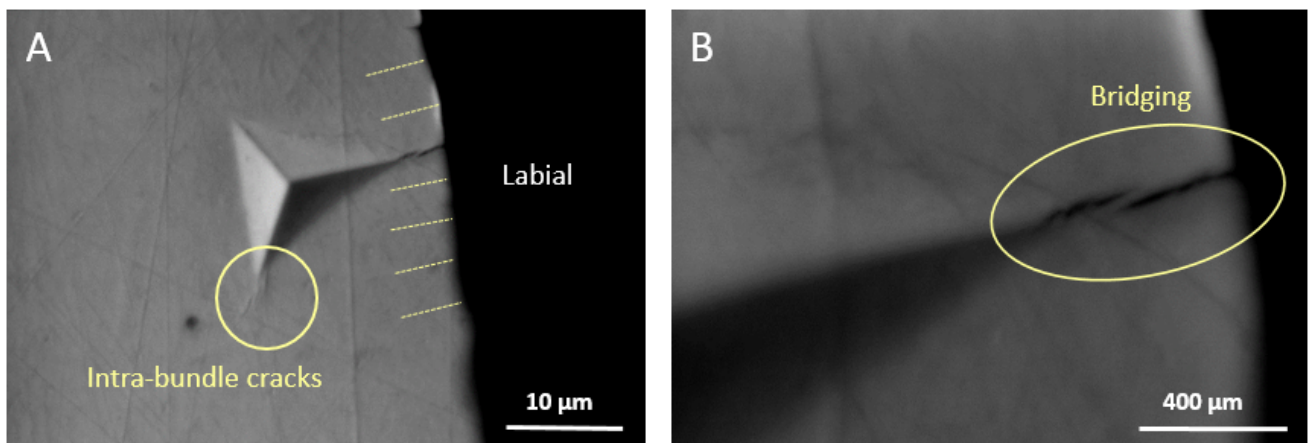 A
Labial
Intra-bundle cracks
10 µm
B
Bridging
400 µm